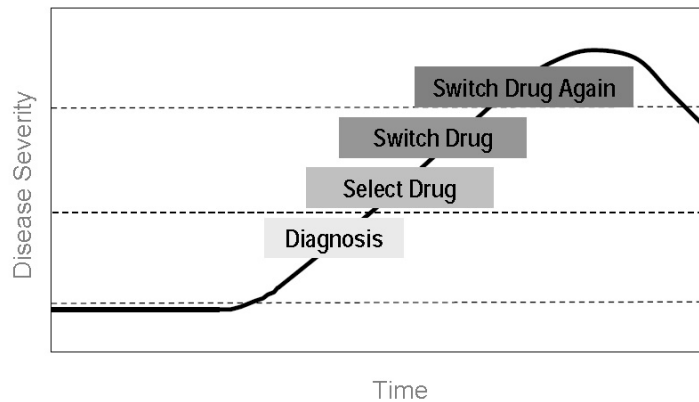 Switch Drug Again
Switch Drug
Select Drug
Diagnosis
Disease Severity
Time